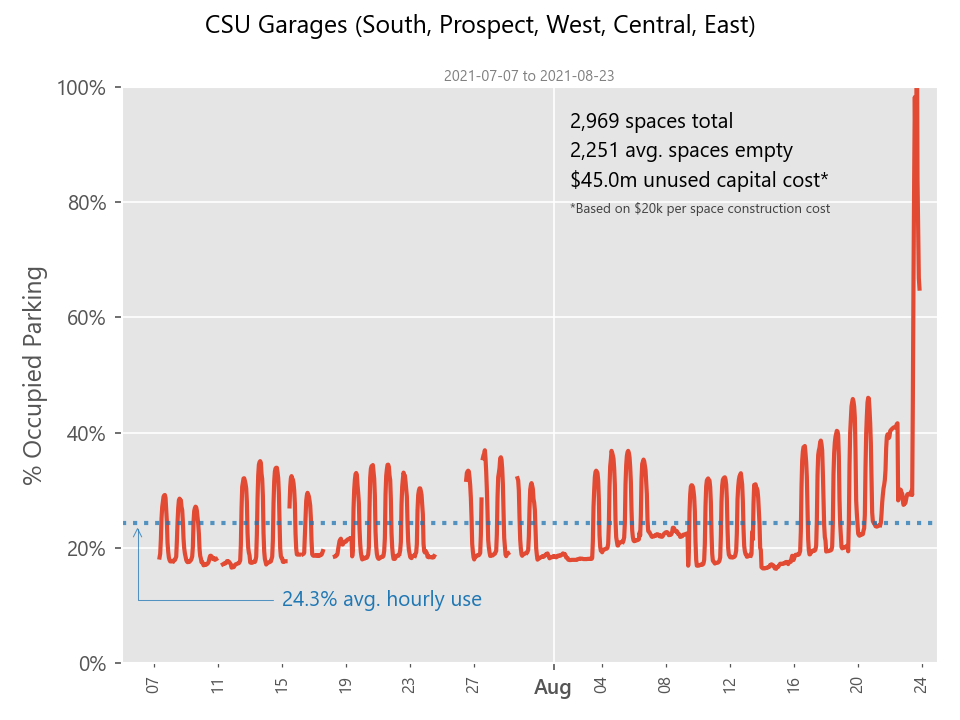 CSU Garages (South, Prospect, West, Central, East)
2021-07-07 to 2021-08-23
100%
80%
60%
40%
20%
0%
% Occupied Parking
2,969 spaces total
2,251 avg. spaces empty
$45.0m unused capital cost*
*Based on $20k per space construction cost
24.3% avg. hourly use
07 11 15 19 23 27 Aug 04 08 12 16 20 24